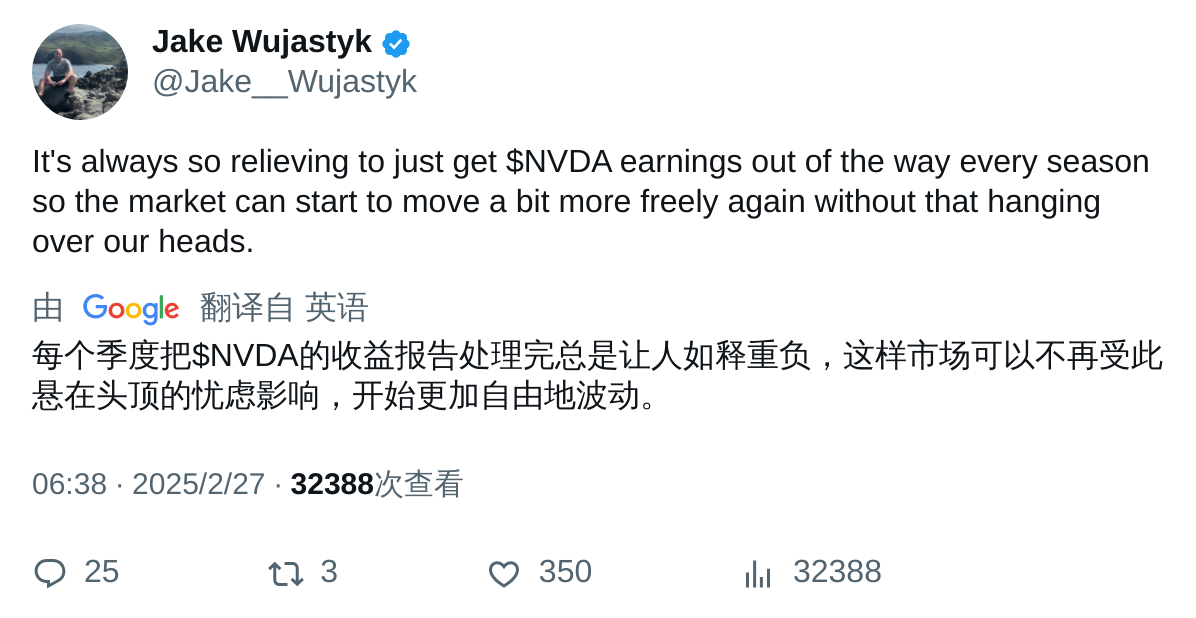 Jake Wujastyk
@Jake__Wujastyk
It's always so relieving to just get $NVDA earnings out of the way every season
so the market can start to move a bit more freely again without that hanging
over our heads.
由 Google 翻译自 英语
每个季度把$NVDA的收益报告处理完总是让人如释重负，这样市场可以不再受此
悬在头顶的忧虑影响，开始更加自由地波动。
06:38 · 2025/2/27 · 32388次查看
25 3 350 32388